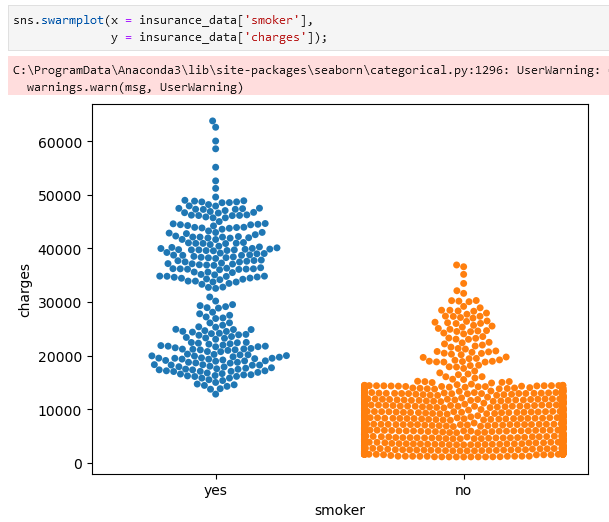 sns.swarmplot(x = insurance_data['smoker'],
y = insurance_data['charges']);
C:\ProgramData\Anaconda3\lib\site-packages\seaborn\categorical.py:1296: UserWarning:
warnings.warn(msg, UserWarning)
60000
50000
40000
30000
20000
10000
0
charges
yes no
smoker